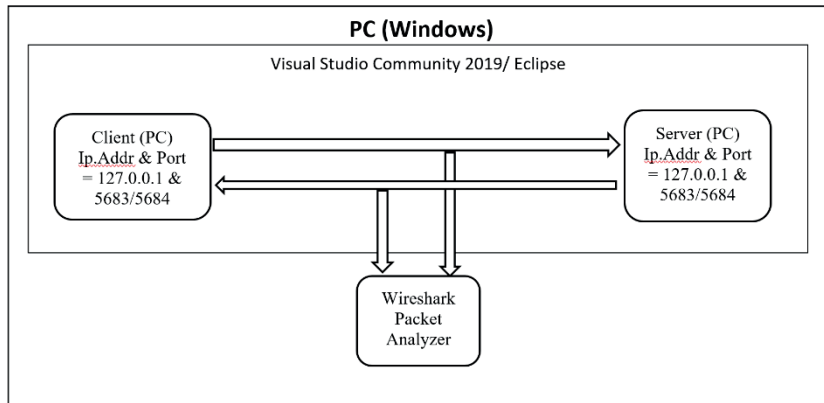 PC (Windows)
Visual Studio Community 2019/ Eclipse
Client (PC)
Ip.Addr & Port
= 127.0.0.1 &
5683/5684
Server (PC)
Ip.Addr & Port
= 127.0.0.1 &
5683/5684
Wireshark
Packet
Analyzer